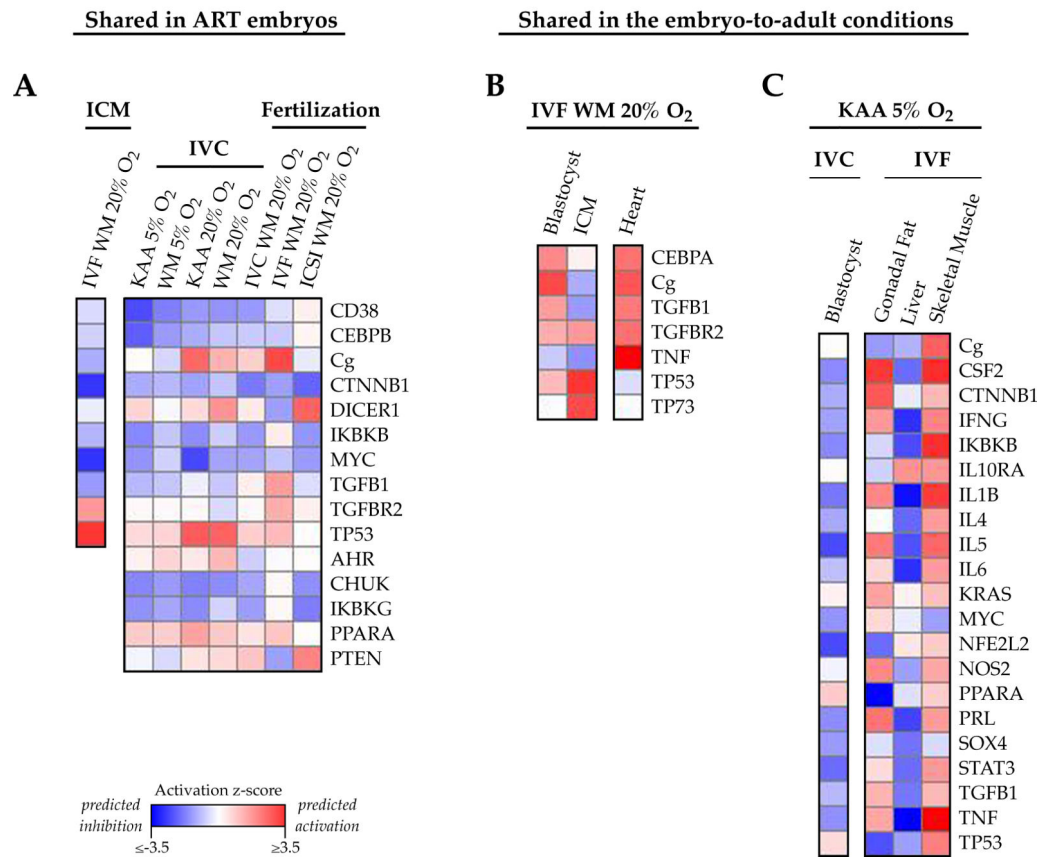 Shared in ART embryos
Shared in the embryo-to-adult conditions
A
ICM
Fertilization
IVC
IVF WM 20% O2
KAA 5% O2
WM 5% O2
KAA 20% O2
WM 20% O2
IVC WM 20% O2
IVF WM 20% O2
ICSI WM 20% O2
CD38
CEBPB
Cg
CTNNB1
DICER1
IKBKB
MYC
TGFB1
TGFBR2
TP53
AHR
CHUK
IKBKG
PPARA
PTEN
Activation z-score
predicted inhibition
predicted activation
≤-3.5
≥3.5
B
IVF WM 20% O2
Blastocyst
ICM
Heart
CEBPA
Cg
TGFB1
TGFBR2
TNF
TP53
TP73
C
KAA 5% O2
IVC
IVF
Blastocyst
Gonadal Fat
Liver
Skeletal Muscle
Cg
CSF2
CTNNB1
IFNG
IKBKB
IL10RA
IL1B
IL4
IL5
IL6
KRAS
MYC
NFE2L2
NOS2
PPARA
PRL
SOX4
STAT3
TGFB1
TNF
TP53